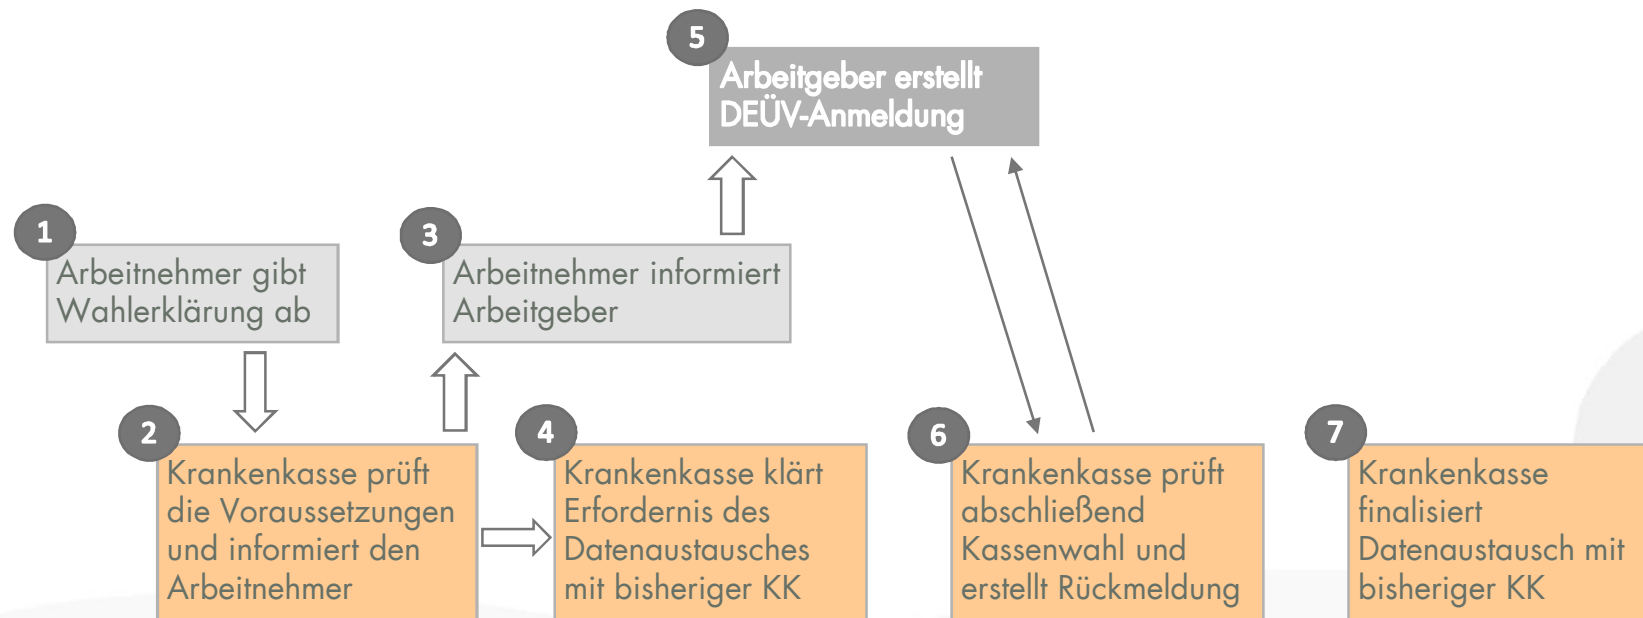 5
Arbeitgeber erstellt
DEÜV-Anmeldung
1
Arbeitnehmer gibt
Wahlerklärung ab
3
Arbeitnehmer informiert
Arbeitgeber
2
Krankenkasse prüft
die Voraussetzungen
und informiert den
Arbeitnehmer
4
Krankenkasse klärt
Erfordernis des
Datenaustausches
mit bisheriger KK
6
Krankenkasse prüft
abschließend
Kassenwahl und
erstellt Rückmeldung
7
Krankenkasse
finalisiert
Datenaustausch mit
bisheriger KK